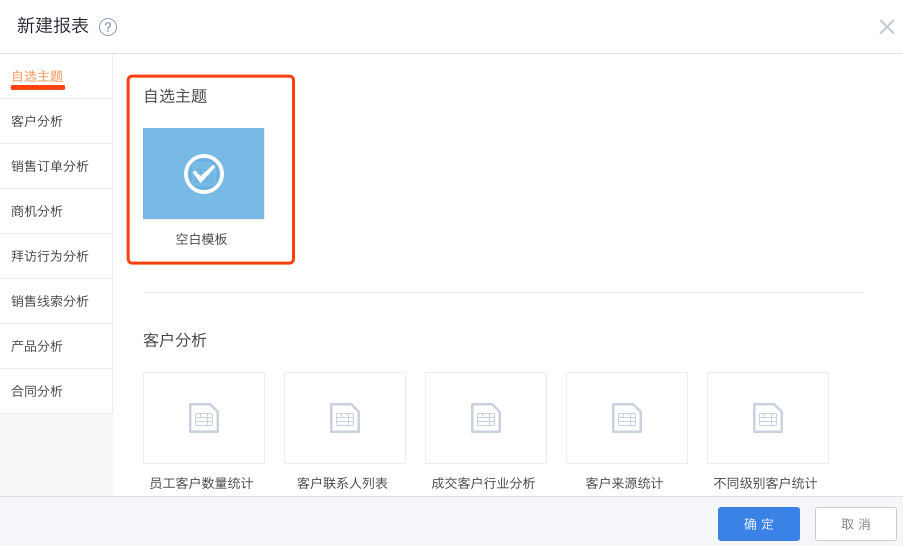 新建报表 ?
自选主题
客户分析
销售订单分析
商机分析
拜访行为分析
销售线索分析
产品分析
合同分析
自选主题
空白模板
客户分析
员工客户数量统计 客户联系人列表 成交客户行业分析 客户来源统计 不同级别客户统计
确定 取消